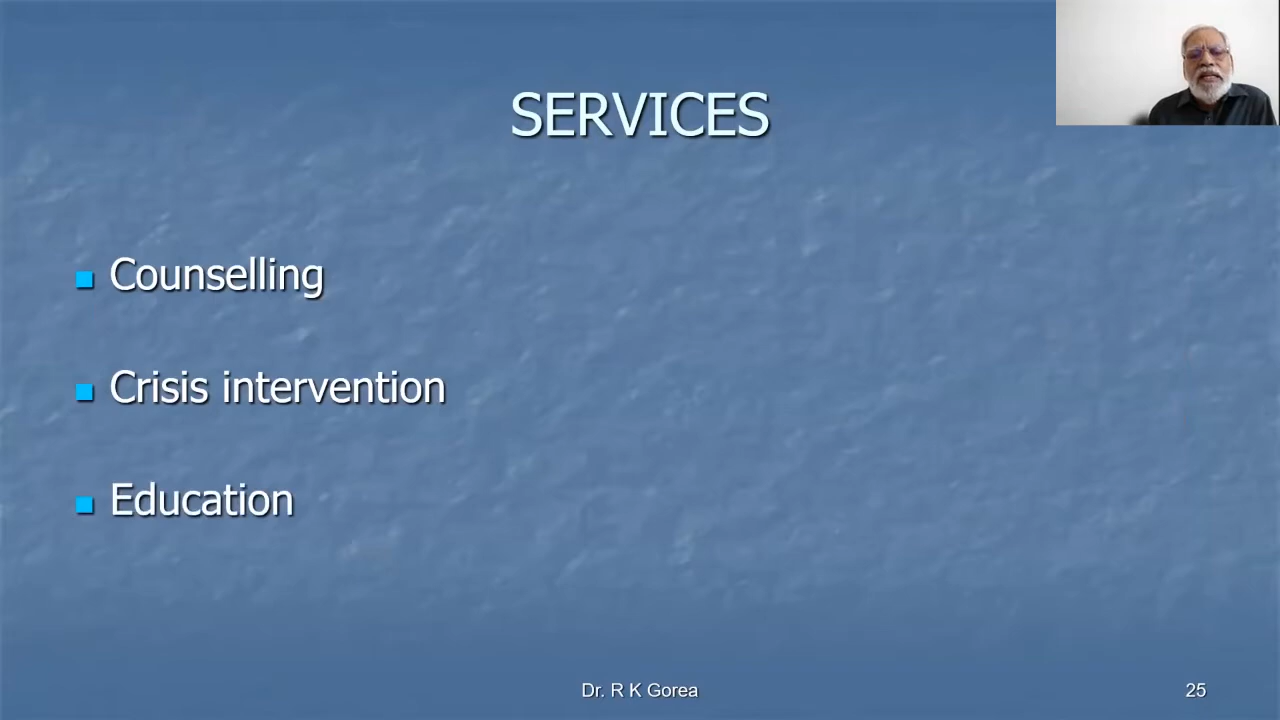 SERVICES
Counselling
Crisis intervention
Education
Dr. R K Gorea
25